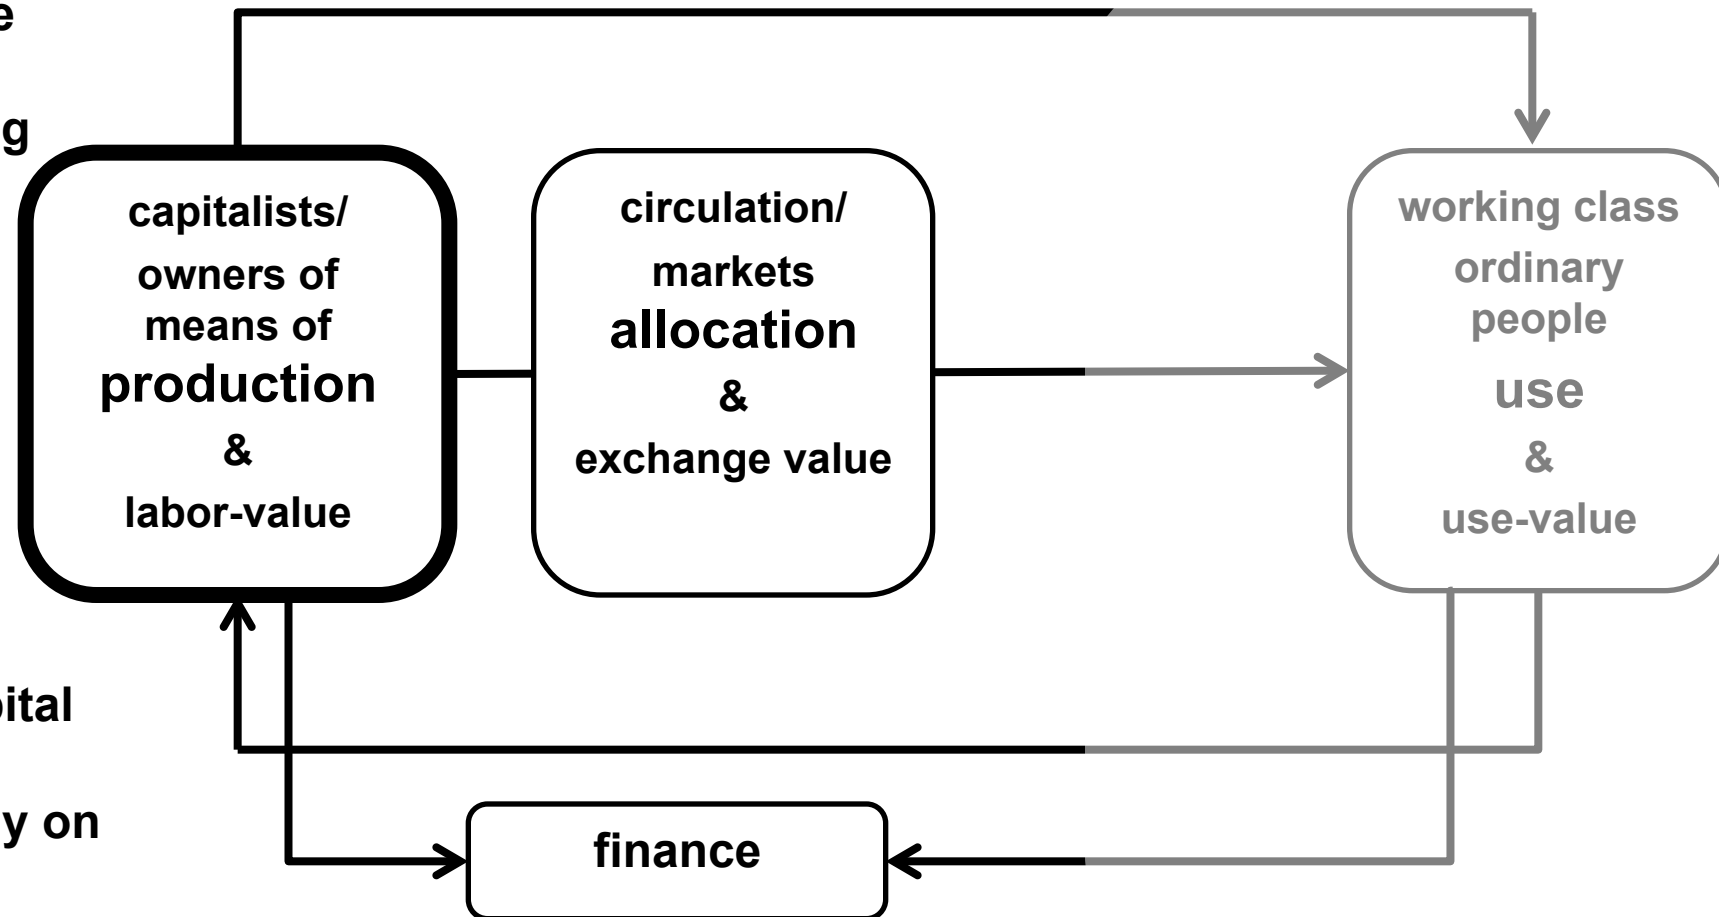 capitalists/
owners of
means of
production
&
labor-value
circulation/
markets
allocation
&
exchange value
working class
ordinary
people
use
&
use-value
y on
finance